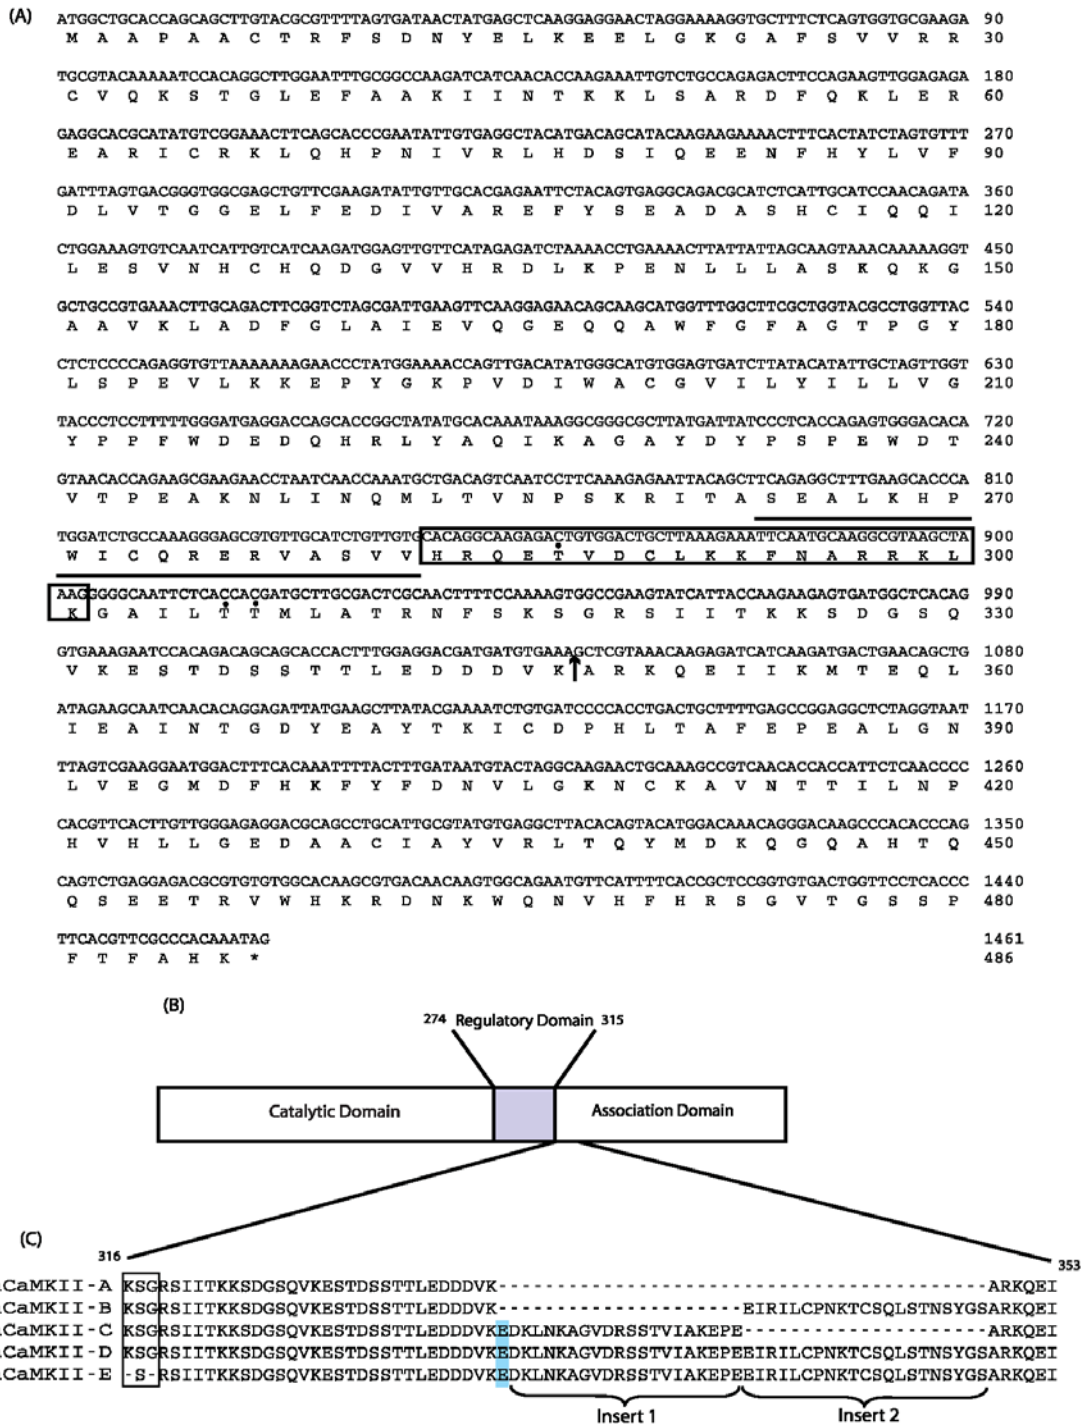 (A)
ATGGCTGCACCAGCAGCTTGTACGCGTTTTAGTGATAACTATGAGCTCAAGGAGGAACTAGGAAAAGGTGCTTTCTCAGTGGTGCGAAGA 90
M A A P A A C T R F S D N Y E L K E E L G K G A F S V V R R 30
TGCGTACAAAAATCCACAGGCTTGGAATTTGCGGCCAAGATCATCAACACCAAGAAATTGTCTGCCAGAGACTTCCAGAAGTTGGAGAGA 180
C V Q K S T G L E F A A K I I N T K K L S A R D F Q K L E R 60
GAGGCACGCATATGTCGGAAACTTCAGCACCCGAATATTGTGAGGCTACATGACAGCATACAAGAAGAAAACTTTCACTATCTAGTGTTT 270
E A R I C R K L Q H P N I V R L H D S I Q E E N F H Y L V F 90
GATTTAGTGACGGGTGGCGAGCTGTTCGAAGATATTGTTGCACGAGAATTCTACAGTGAGGCAGACGCATCTCATTGCATCCAACAGATA 360
D L V T G G E L F E D I V A R E F Y S E A D A S H C I Q Q I 120
CTGGAAAGTGTCAATCATTGTCATCAAGATGGAGTTGTTCATAGAGATCTAAAACCTGAAAACTTATTATTAGCAAGTAAACAAAAAGGT 450
L E S V N H C H Q D G V V H R D L K P E N L L L A S K Q K G 150
GCTGCCGTGAAACTTGCAGACTTCGGTCTAGCGATTGAAGTTCAAGGAGAACAGCAAGCATGGTTTGGCTTCGCTGGTACGCCTGGTTAC 540
A A V K L A D F G L A I E V Q G E Q Q A W F G F A G T P G Y 180
CTCTCCCCAGAGGTGTTAAAAAAAGAACCCTATGGAAAACCAGTTGACATATGGGCATGTGGAGTGATCTTATACATATTGCTAGTTGGT 630
L S P E V L K K E P Y G K P V D I W A C G V I L Y I L L V G 210
TACCCTCCTTTTTGGGATGAGGACCAGCACCGGCTATATGCACAAATAAAGGCGGGCGCTTATGATTATCCCTCACCAGAGTGGGACACA 720
Y P P F W D E D Q H R L Y A Q I K A G A Y D Y P S P E W D T 240
GTAACACCAGAAGCGAAGAACCTAATCAACCAAATGCTGACAGTCAATCCTTCAAAGAGAATTACAGCTTCAGAGGCTTTGAAGCACCCA 810
V T P E A K N L I N Q M L T V N P S K R I T A S E A L K H P 270
TGGATCTGCCAAAGGGAGCGTGTTGCATCTGTTGTGCACAGGCAAGAGACTGTGGACTGCTTAAAGAAATTCAATGCAAGGCGTAAGCTA 900
W I C Q R E R V A S V V H R Q E T V D C L K K F N A R R K L 300
AAGGGGGCAATTCTCACCACGATGCTTGCGACTCGCAACTTTTCCAAAAGTGGCCGAAGTATCATTACCAAGAAGAGTGATGGCTCACAG 990
K G A I L T T M L A T R N F S K S G R S I I T K K S D G S Q 330
GTGAAAGAATCCACAGACAGCAGCACCACTTTGGAGGACGATGATGTGAAAGCTCGTAAACAAGAGATCATCAAGATGACTGAACAGCTG 1080
V K E S T D S S T T L E D D D V K A R K Q E I I K M T E Q L 360
ATAGAAGCAATCAACACAGGAGATTATGAAGCTTATACGAAAATCTGTGATCCCCACCTGACTGCTTTTGAGCCGGAGGCTCTAGGTAAT 1170
I E A I N T G D Y E A Y T K I C D P H L T A F E P E A L G N 390
TTAGTCGAAGGAATGGACTTTCACAAATTTTACTTTGATAATGTACTAGGCAAGAACTGCAAAGCCGTCAACACCACCATTCTCAACCCC 1260
L V E G M D F H K F Y F D N V L G K N C K A V N T T I L N P 420
CACGTTCACTTGTTGGGAGAGGACGCAGCCTGCATTGCGTATGTGAGGCTTACACAGTACATGGACAAACAGGGACAAGCCCACACCCAG 1350
H V H L L G E D A A C I A Y V R L T Q Y M D K Q G Q A H T Q 450
CAGTCTGAGGAGACGCGTGTGTGGCACAAGCGTGACAACAAGTGGCAGAATGTTCATTTTCACCGCTCCGGTGTGACTGGTTCCTCACCC 1440
Q S E E T R V W H K R D N K W Q N V H F H R S G V T G S S P 480
TTCACGTTCGCCCACAAATAG 1461
F T F A H K * 486
(B)
274 Regulatory Domain 315
Catalytic Domain Association Domain
(C)
316 353
CaMKII-A KSGRSIITKKSDGSQVKESTDSSTTLEDDDVK-----------------------------------------ARKQEI
CaMKII-B KSGRSIITKKSDGSQVKESTDSSTTLEDDDVK--------------------EIRILCPNKTCSQLSTNSYGSARKQEI
CaMKII-C KSGRSIITKKSDGSQVKESTDSSTTLEDDDVKEDKLNKAGVDRSSTVIAKEPE---------------------ARKQEI
CaMKII-D KSGRSIITKKSDGSQVKESTDSSTTLEDDDVKEDKLNKAGVDRSSTVIAKEPEEIRILCPNKTCSQLSTNSYGSARKQEI
CaMKII-E -S-RSIITKKSDGSQVKESTDSSTTLEDDDVKEDKLNKAGVDRSSTVIAKEPEEIRILCPNKTCSQLSTNSYGSARKQEI
Insert 1 Insert 2